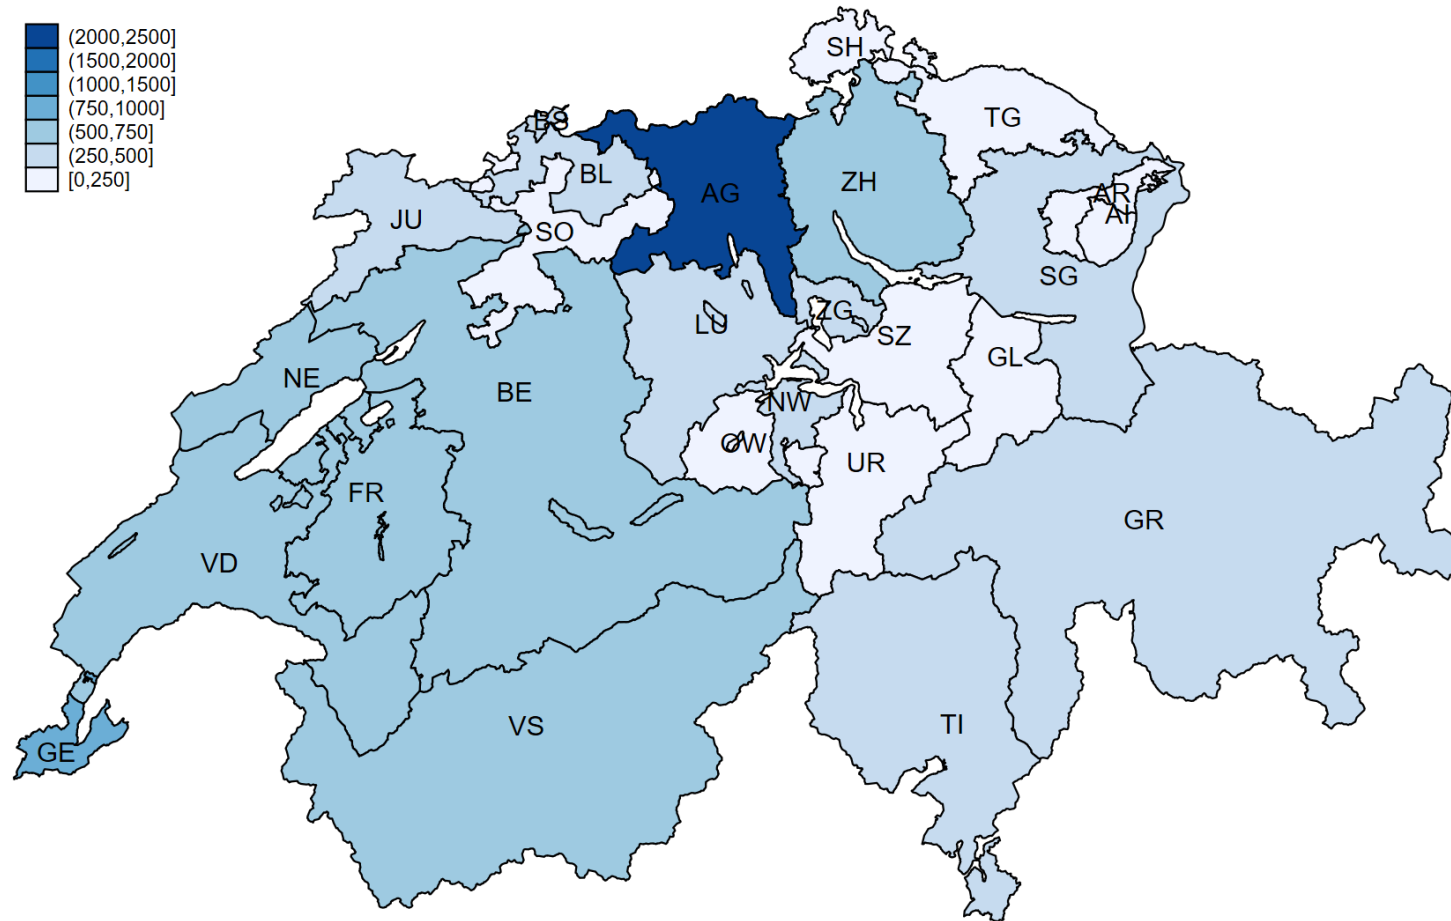 (2000,2500]
(1500,2000]
(1000,1500]
(750,1000]
(500,750]
(250,500]
[0,250]
SH
BS
TG
BL
AG
ZH
AR
AI
JU
SO
SG
ZG
LU
SZ
GL
NE
BE
NW
OW
UR
FR
GR
VD
VS
TI
GE